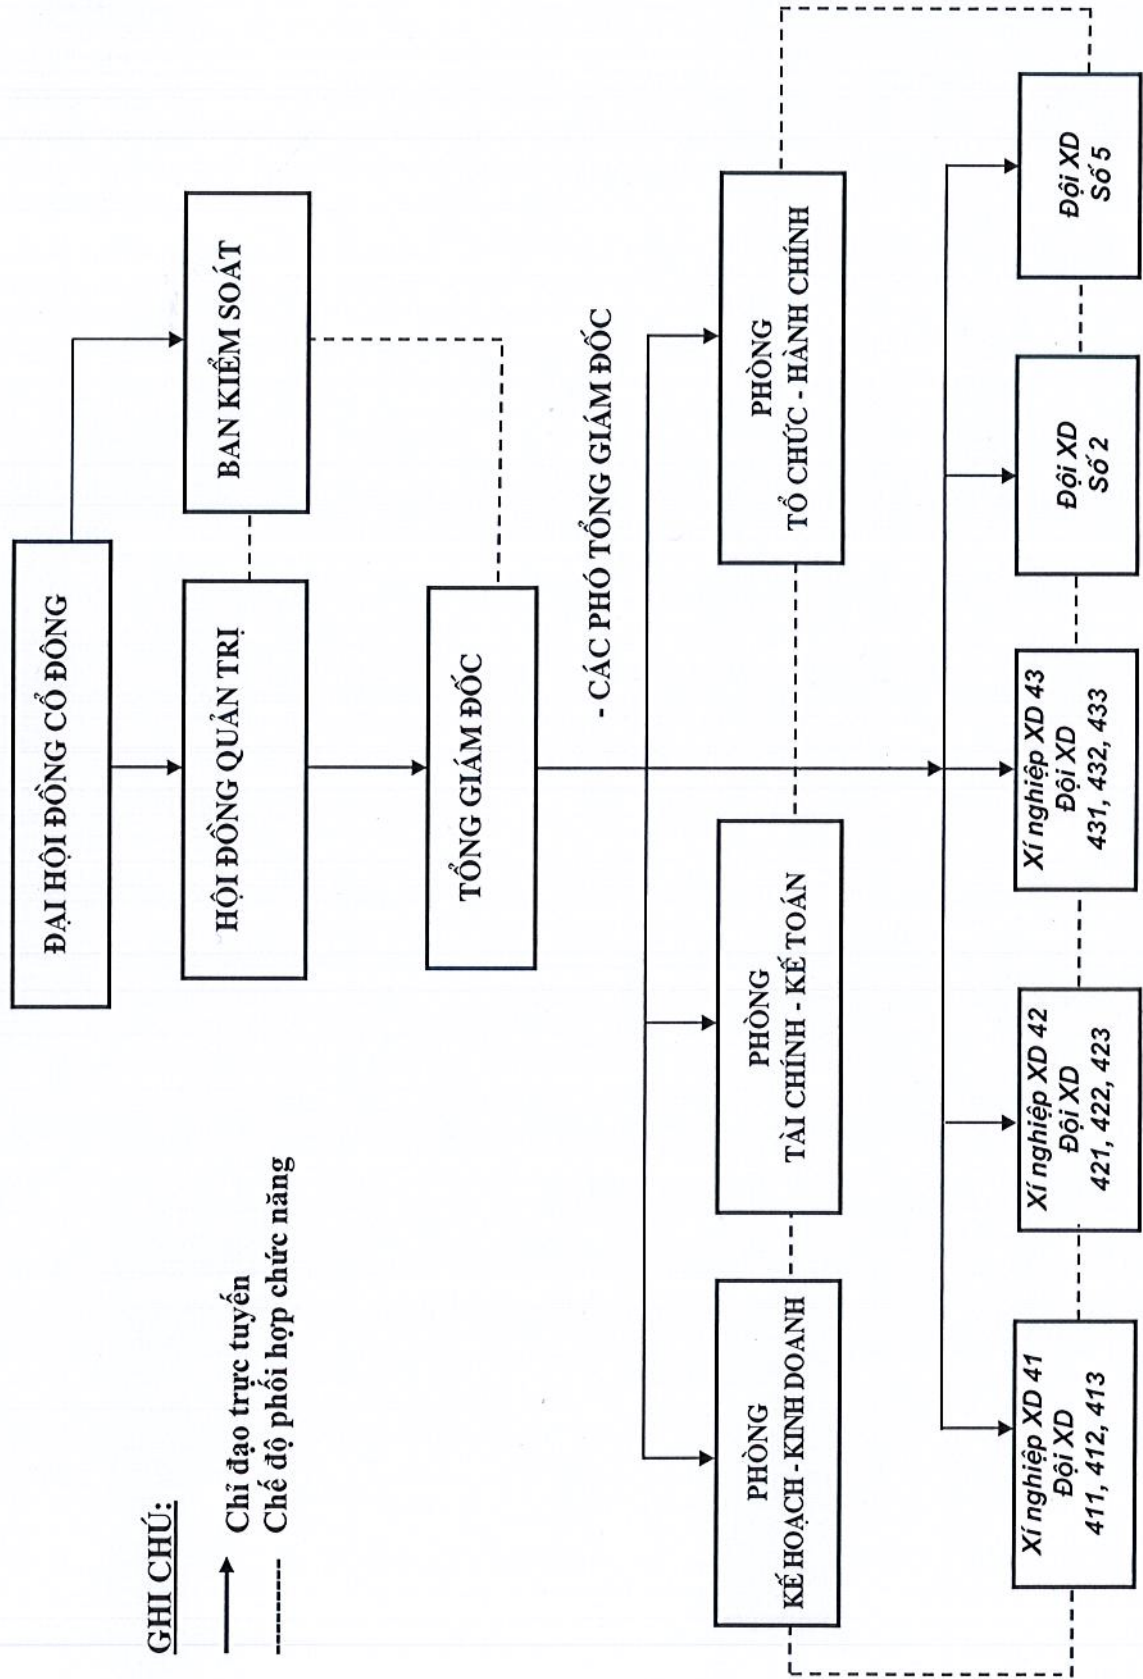 ĐẠI HỘI ĐỒNG CỔ ĐÔNG
HỘI ĐỒNG QUẢN TRỊ
BAN KIỂM SOÁT
TỔNG GIÁM ĐỐC
- CÁC PHÓ TỔNG GIÁM ĐỐC
PHÒNG
KẾ HOẠCH - KINH DOANH
PHÒNG
TÀI CHÍNH - KẾ TOÁN
PHÒNG
TỔ CHỨC - HÀNH CHÍNH
Xí nghiệp XD 41
Đội XD
411, 412, 413
Xí nghiệp XD 42
Đội XD
421, 422, 423
Xí nghiệp XD 43
Đội XD
431, 432, 433
Đội XD
Số 2
Đội XD
Số 5
GHI CHÚ:
Chỉ đạo trực tuyến
Chế độ phối hợp chức năng